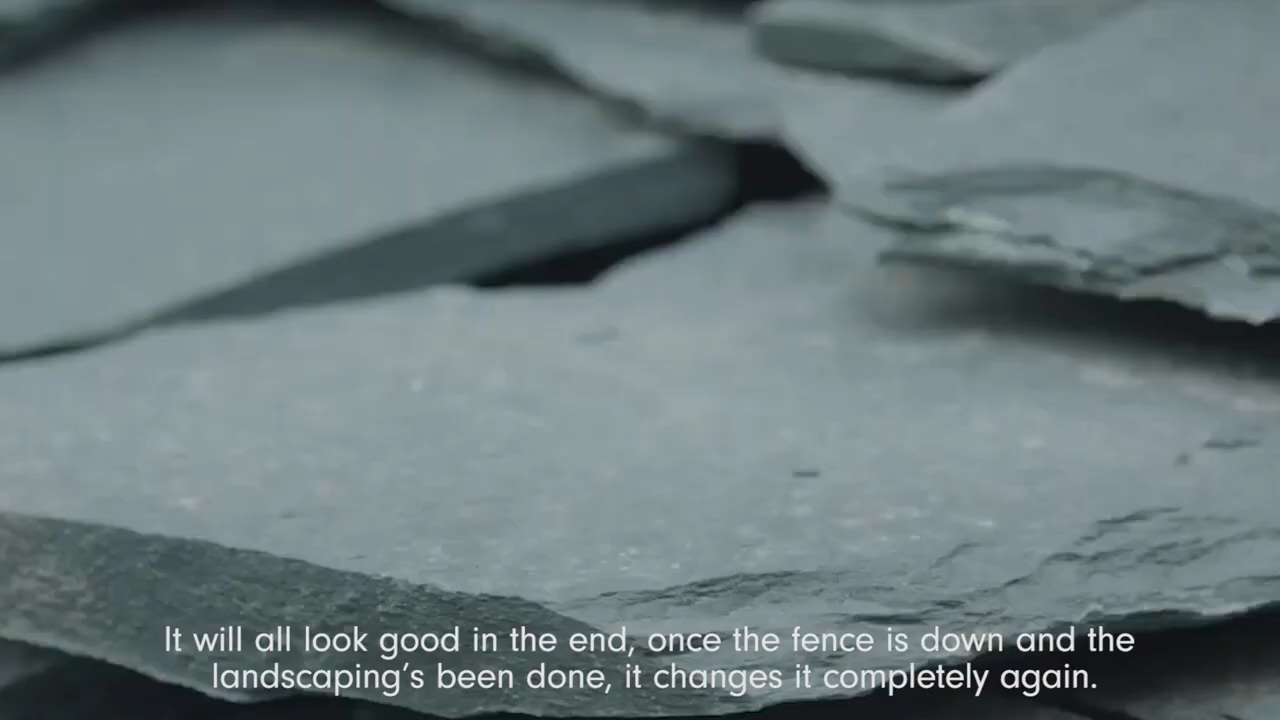 It will all look good in the end, once the fence is down and the
landscaping’s been done, it changes it completely again.